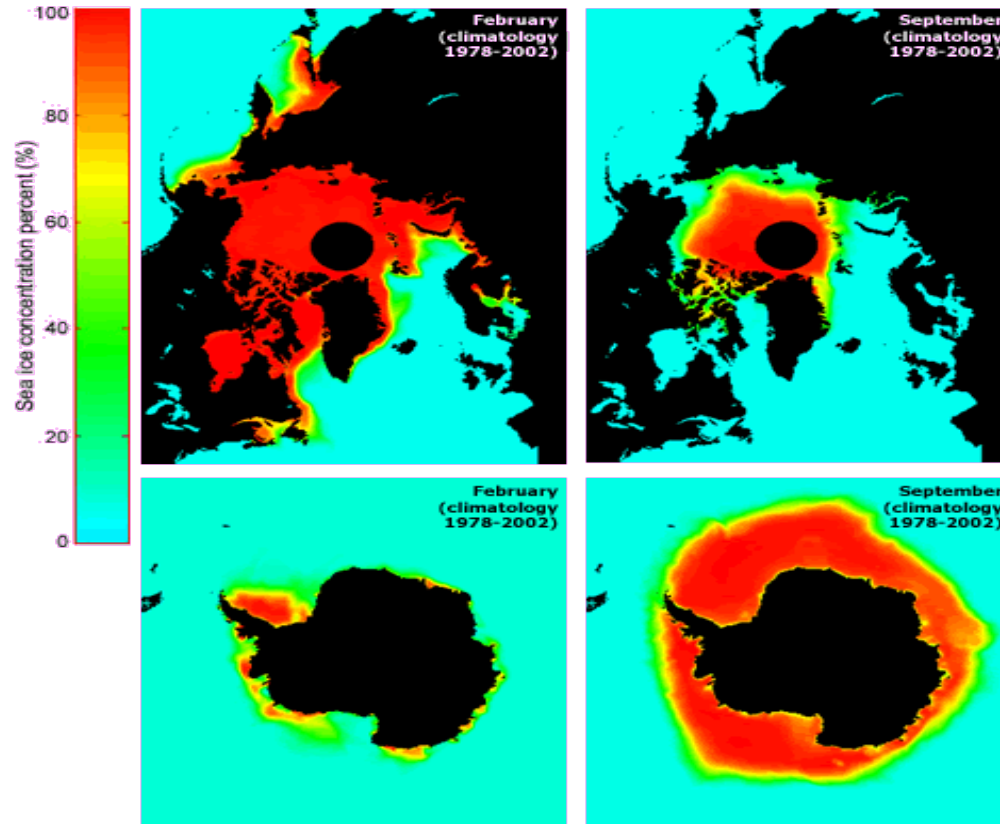 100
80
60
40
20
0
Sea ice concentration percent (%)
February
(climatology
1978-2002)
September
(climatology
1978-2002)
February
(climatology
1978-2002)
September
(climatology
1978-2002)